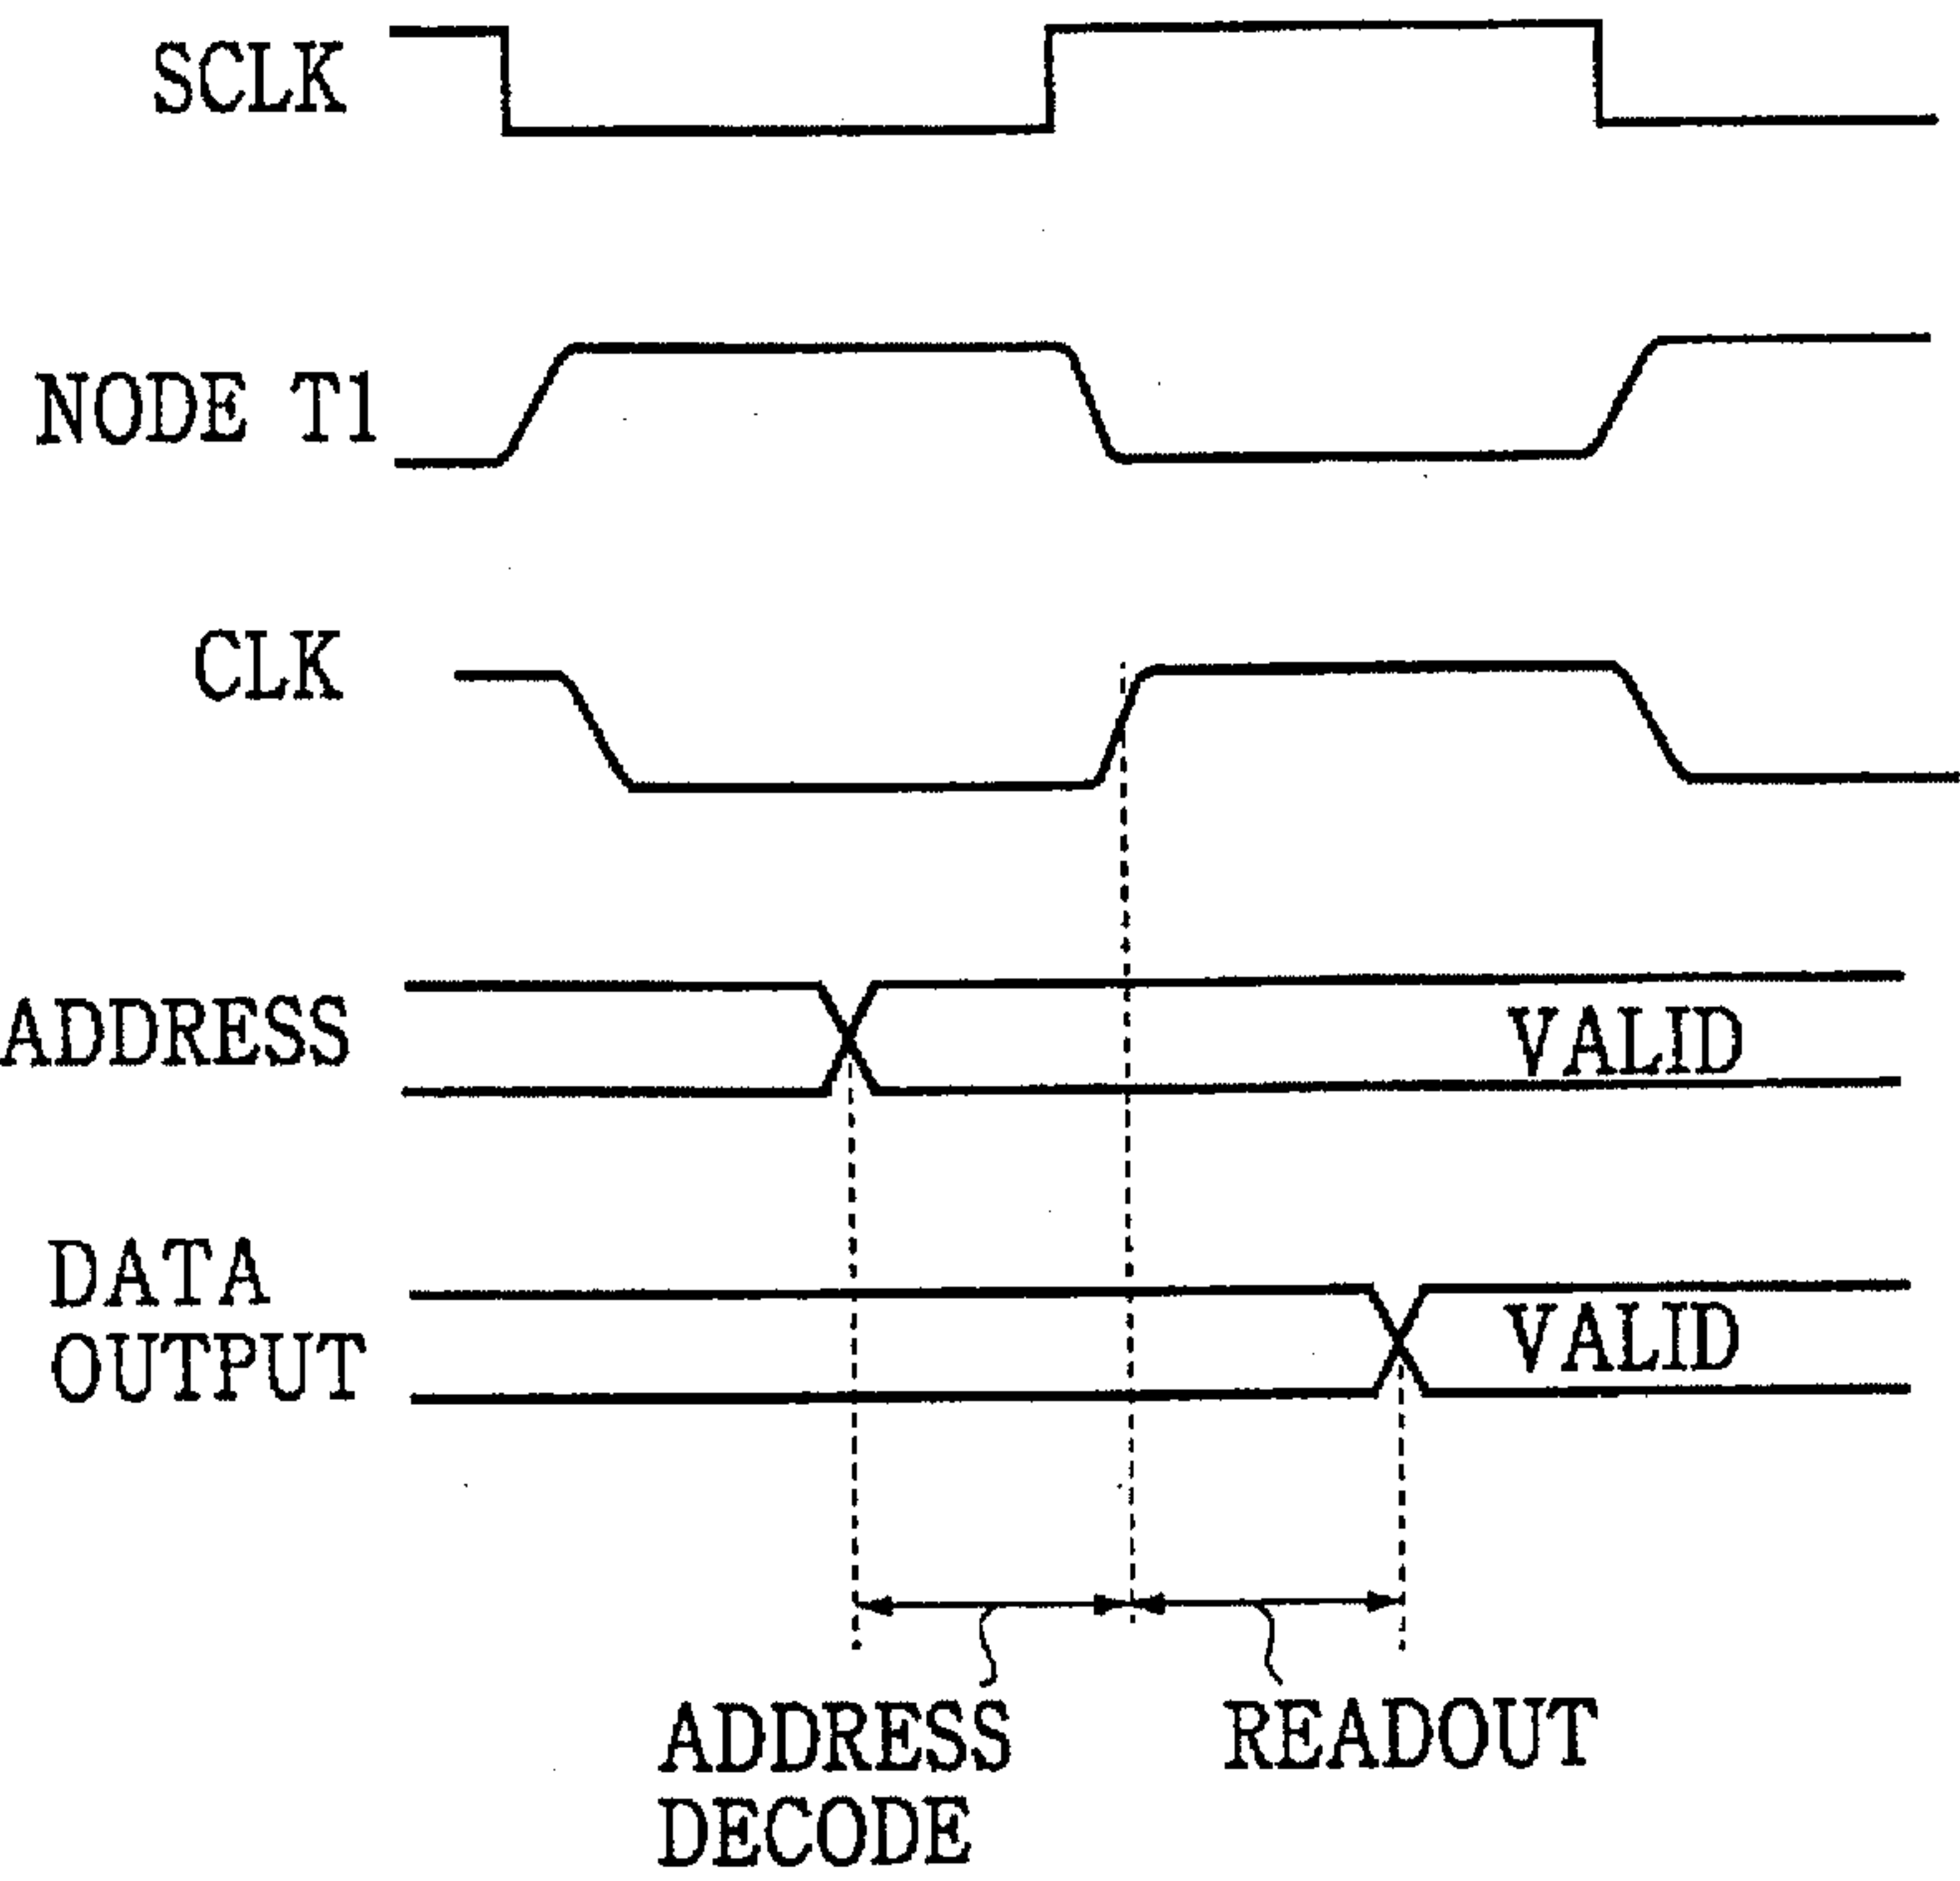 SCLK
NODE T1
CLK
ADDRESS
VALID
DATA
OUTPUT
VALID
ADDRESS
DECODE
READOUT